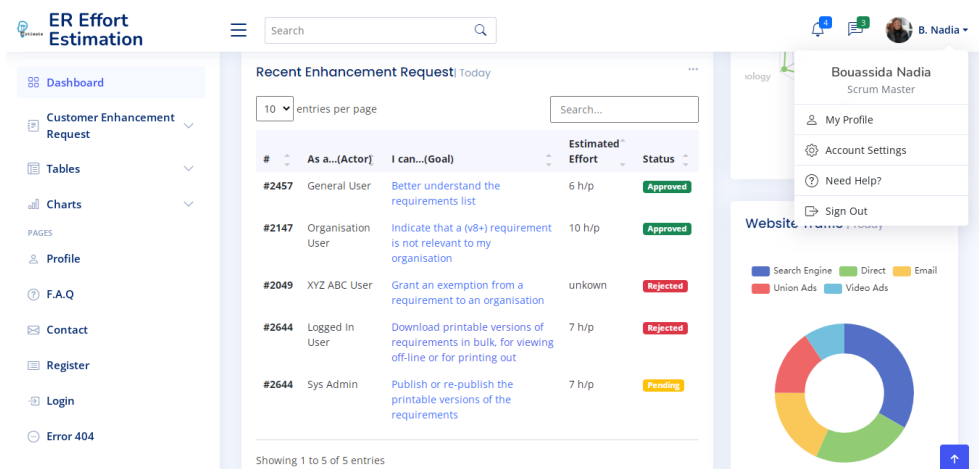 ER Effort
Estimation
Search
4
3
B. Nadia
Bouassida Nadia
Scrum Master
My Profile
Account Settings
Need Help?
Sign Out
Dashboard
Customer Enhancement
Request
Tables
Charts
PAGES
Profile
F.A.Q
Contact
Register
Login
Error 404
Recent Enhancement Request| Today
10 entries per page
Search...
# As a...(Actor) I can...(Goal) Estimated Effort Status
#2457 General User Better understand the requirements list 6 h/p Approved
#2147 Organisation User Indicate that a (v8+) requirement is not relevant to my organisation 10 h/p Approved
#2049 XYZ ABC User Grant an exemption from a requirement to an organisation unkown Rejected
#2644 Logged In User Download printable versions of requirements in bulk, for viewing off-line or for printing out 7 h/p Rejected
#2644 Sys Admin Publish or re-publish the printable versions of the requirements 7 h/p Pending
Showing 1 to 5 of 5 entries
Website Traffic | Today
Search Engine Direct Email
Union Ads Video Ads